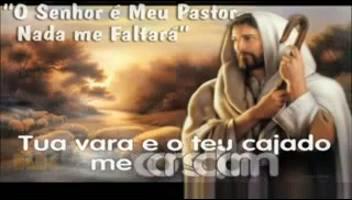 "O Senhor é Meu Pastor
Nada me Faltará"
Tua vara e o teu cajado
me